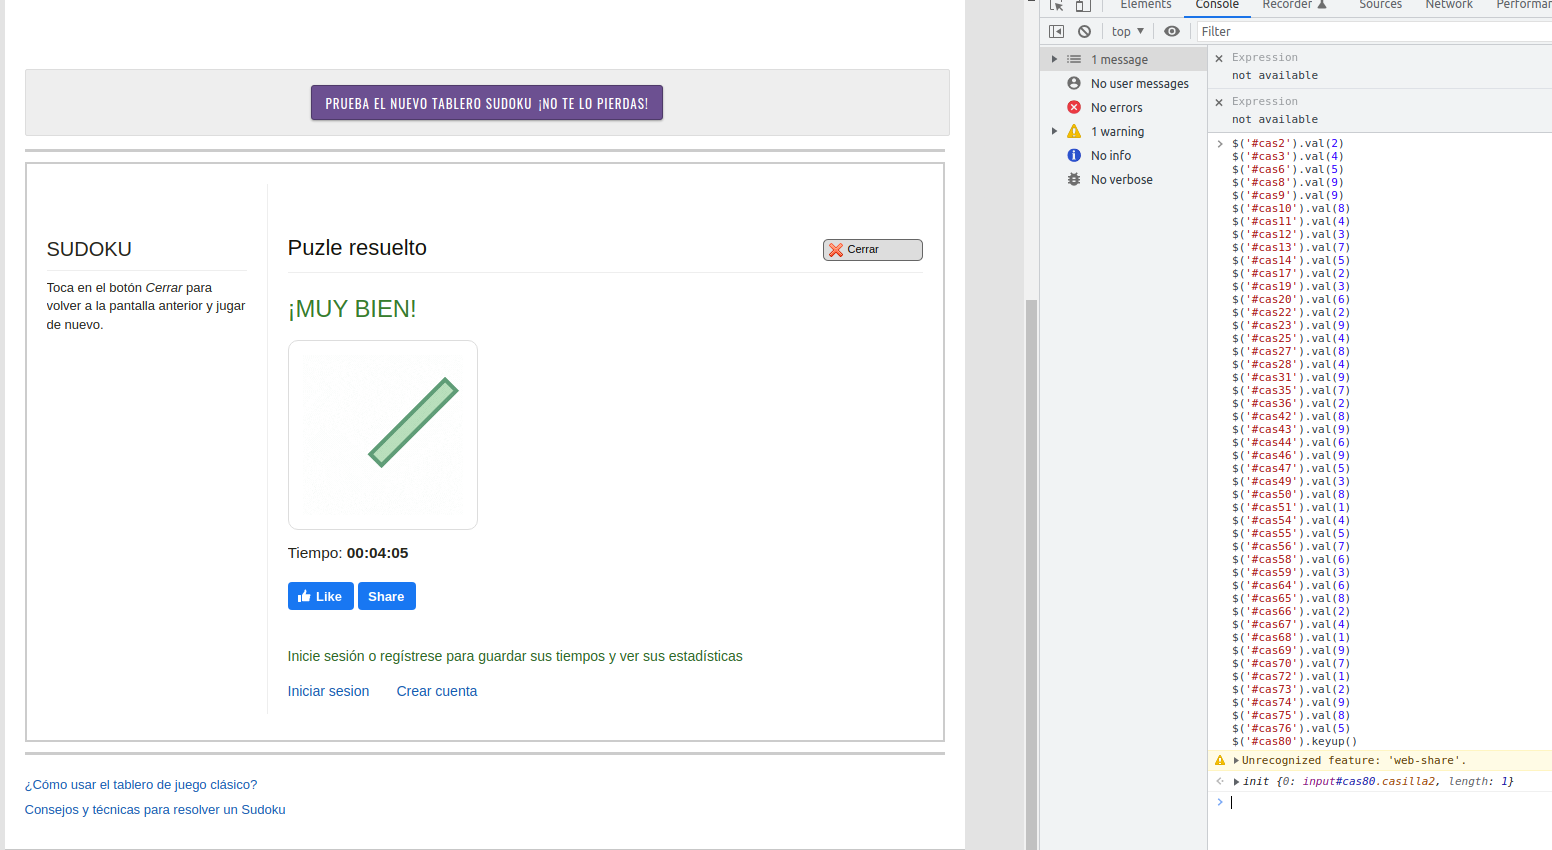 PRUEBA EL NUEVO TABLERO SUDOKU ¡NO TE LO PIERDAS!
SUDOKU
Toca en el botón Cerrar para
volver a la pantalla anterior y jugar
de nuevo.
Puzle resuelto
Cerrar
¡MUY BIEN!
Tiempo: 00:04:05
Like
Share
Inicie sesión o regístrese para guardar sus tiempos y ver sus estadísticas
Iniciar sesion
Crear cuenta
¿Cómo usar el tablero de juego clásico?
Consejos y técnicas para resolver un Sudoku
Elements
Console
Recorder
Sources
Network
top
Filter
1 message
No user messages
No errors
1 warning
No info
No verbose
Expression
not available
Expression
not available
$('#cas2').val(2)
$('#cas3').val(4)
$('#cas6').val(5)
$('#cas8').val(9)
$('#cas9').val(9)
$('#cas10').val(8)
$('#cas11').val(4)
$('#cas12').val(3)
$('#cas13').val(7)
$('#cas14').val(5)
$('#cas17').val(2)
$('#cas19').val(3)
$('#cas20').val(6)
$('#cas22').val(2)
$('#cas23').val(9)
$('#cas25').val(4)
$('#cas27').val(8)
$('#cas28').val(4)
$('#cas31').val(9)
$('#cas35').val(7)
$('#cas36').val(2)
$('#cas42').val(8)
$('#cas43').val(9)
$('#cas44').val(6)
$('#cas46').val(9)
$('#cas47').val(5)
$('#cas49').val(3)
$('#cas50').val(8)
$('#cas51').val(1)
$('#cas54').val(4)
$('#cas55').val(5)
$('#cas56').val(7)
$('#cas58').val(6)
$('#cas59').val(3)
$('#cas64').val(6)
$('#cas65').val(8)
$('#cas66').val(2)
$('#cas67').val(4)
$('#cas68').val(1)
$('#cas69').val(9)
$('#cas70').val(7)
$('#cas72').val(1)
$('#cas73').val(2)
$('#cas74').val(9)
$('#cas75').val(8)
$('#cas76').val(5)
$('#cas80').keyup()
Unrecognized feature: 'web-share'.
init {0: input#cas80.casilla2, length: 1}